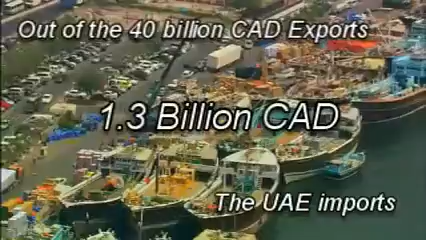 Out of the 40 billion CAD Exports
1.3 Billion CAD
The UAE imports